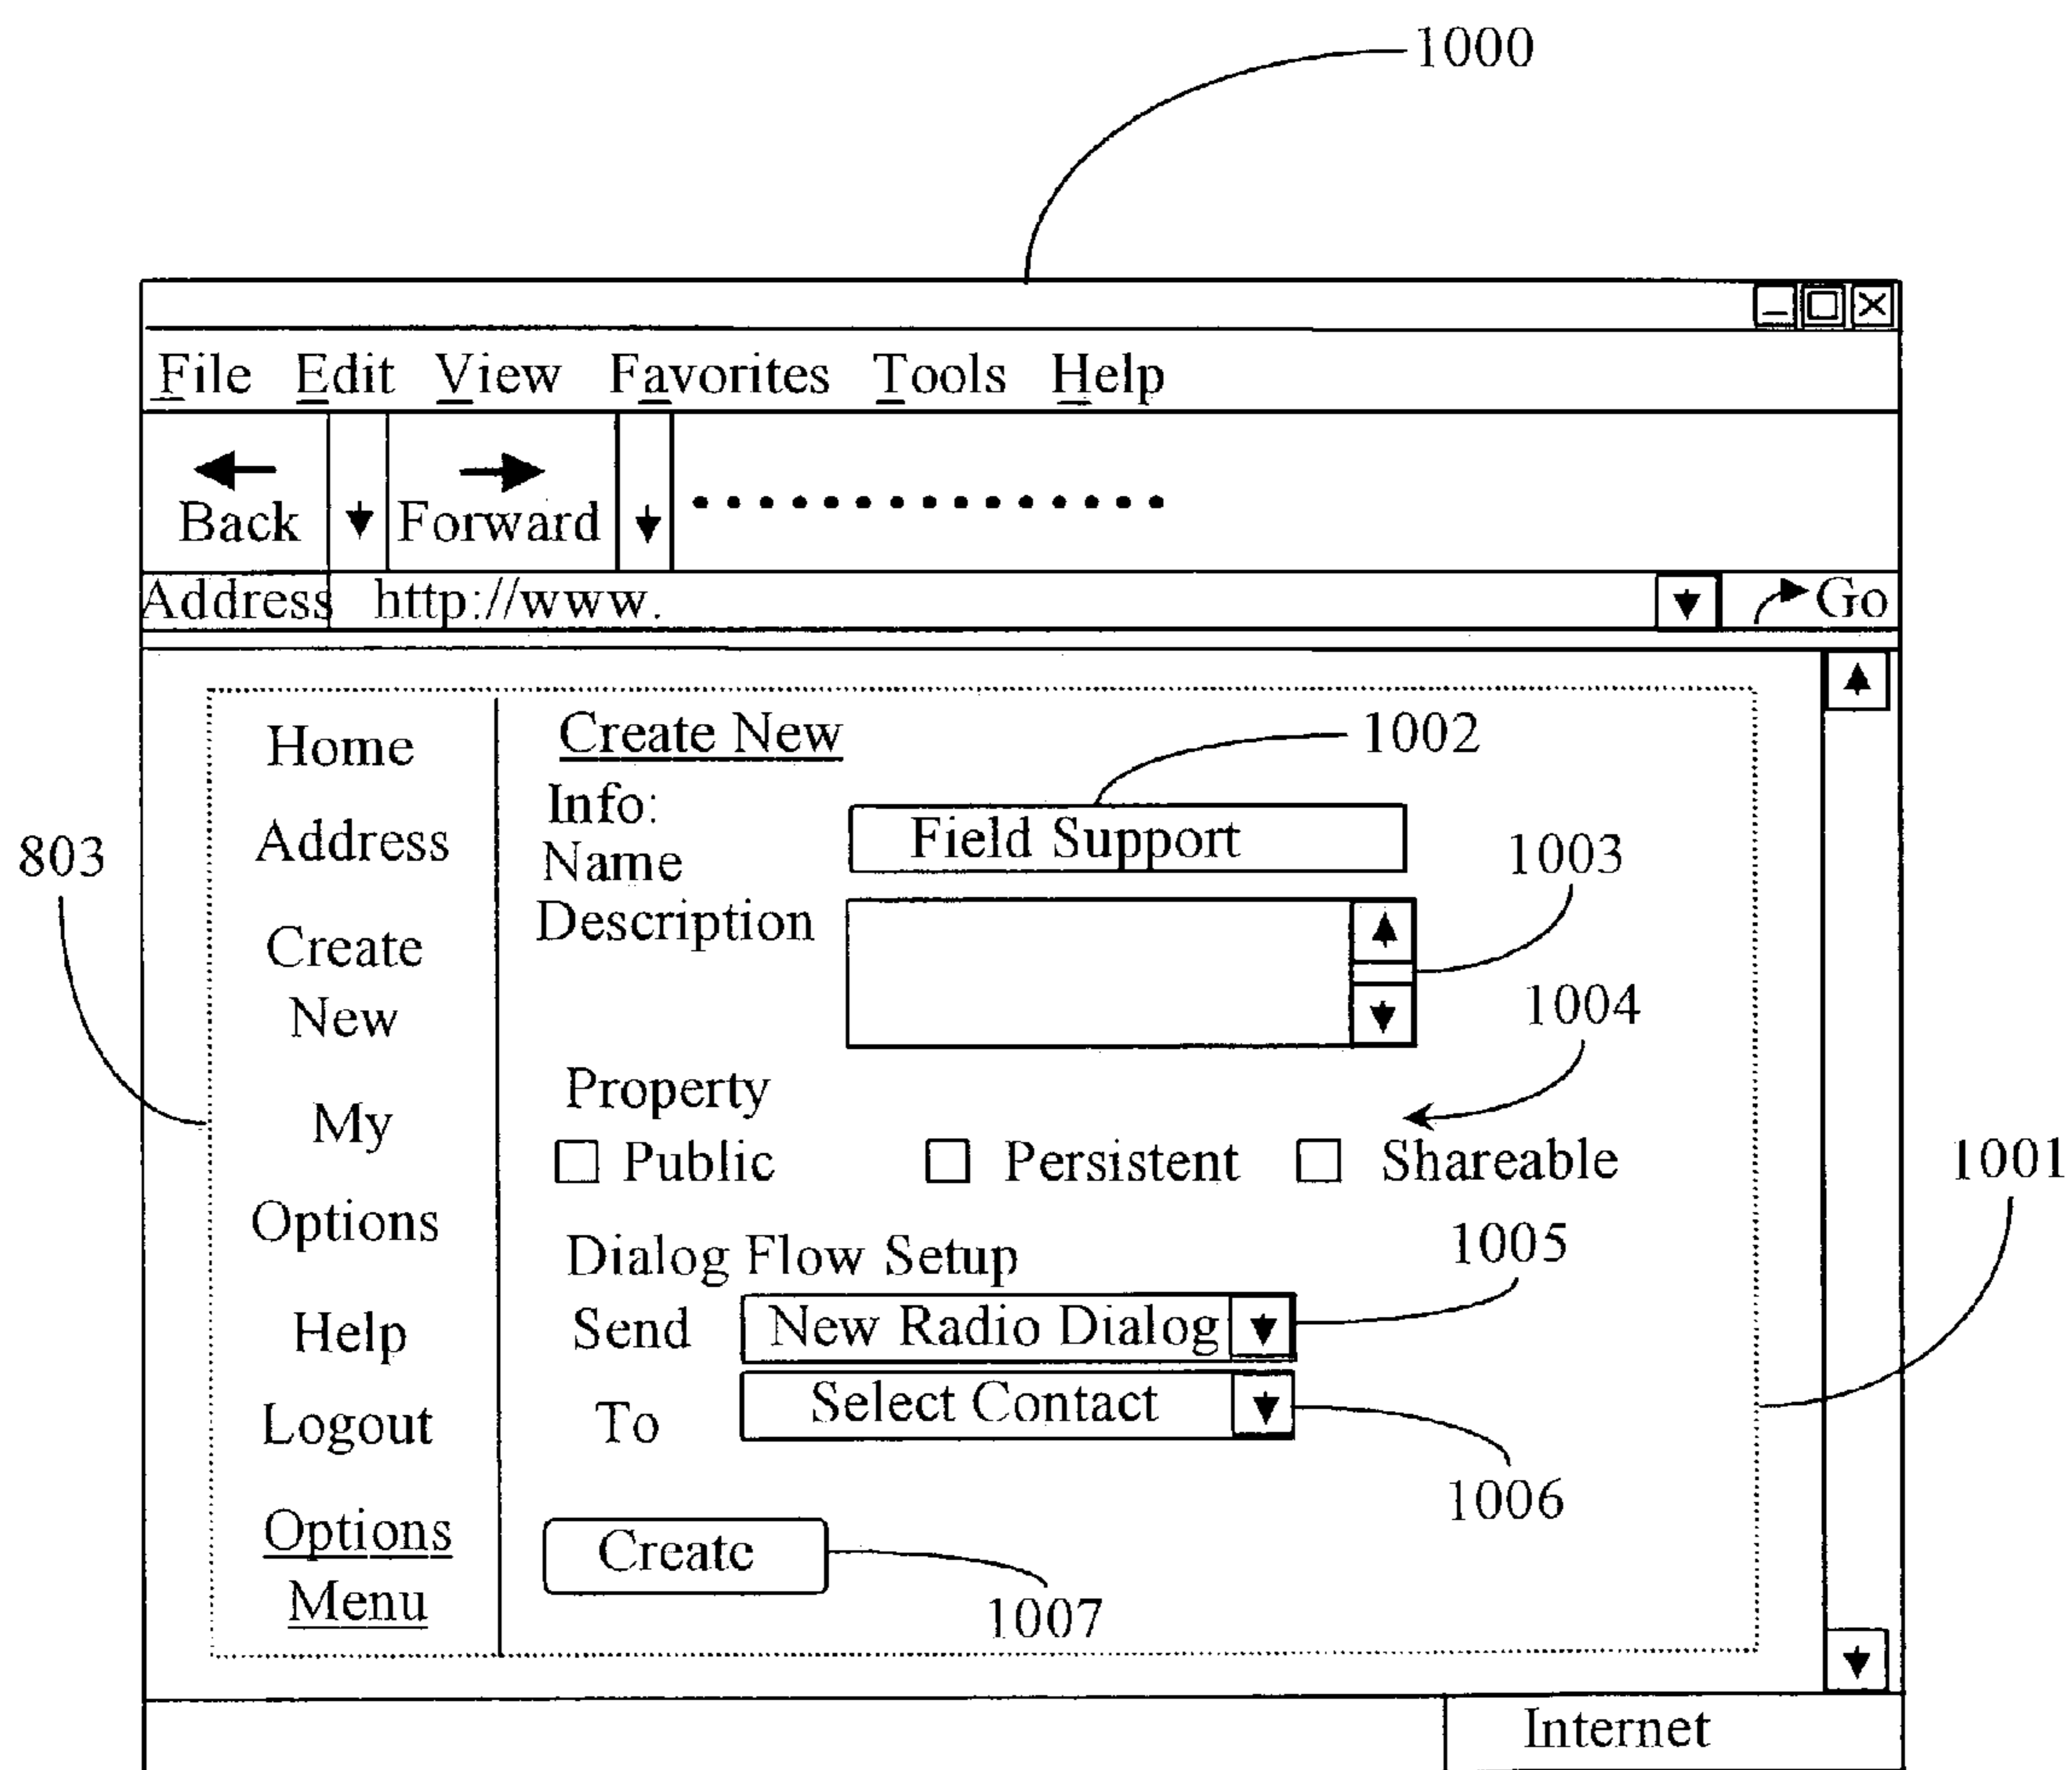 1000
File Edit View Favorites Tools Help
Back Forward
Address http://www. Go
Home
Address
Create
New
My
Options
Help
Logout
Options
Menu
803
Create New
1002
Info:
Name Field Support
1003
Description
1004
Property
Public Persistent Shareable
1001
Dialog Flow Setup
1005
Send New Radio Dialog
To Select Contact
1006
Create
1007
Internet